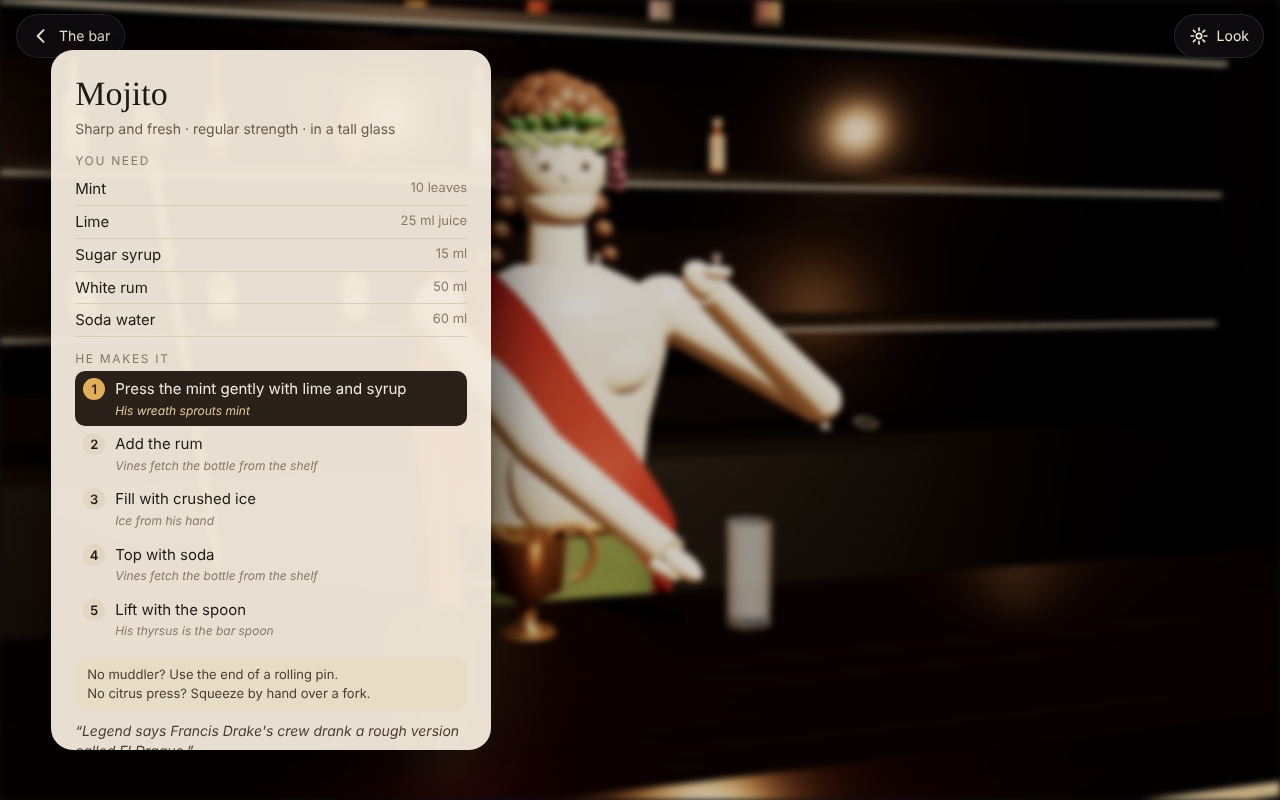 The bar
Look
Mojito
Sharp and fresh · regular strength · in a tall glass
YOU NEED
Mint 10 leaves
Lime 25 ml juice
Sugar syrup 15 ml
White rum 50 ml
Soda water 60 ml
HE MAKES IT
1 Press the mint gently with lime and syrup
His wreath sprouts mint
2 Add the rum
Vines fetch the bottle from the shelf
3 Fill with crushed ice
Ice from his hand
4 Top with soda
Vines fetch the bottle from the shelf
5 Lift with the spoon
His thyrsus is the bar spoon
No muddler? Use the end of a rolling pin.
No citrus press? Squeeze by hand over a fork.
“Legend says Francis Drake's crew drank a rough version
called El Draque.”